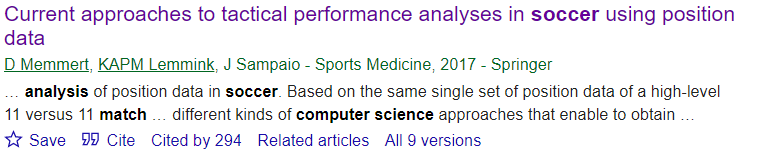 Current approaches to tactical performance analyses in soccer using position
data
D Memmert, KAPM Lemmink, J Sampaio - Sports Medicine, 2017 - Springer
… analysis of position data in soccer. Based on the same single set of position data of a high-level
11 versus 11 match … different kinds of computer science approaches that enable to obtain …
Save Cite Cited by 294 Related articles All 9 versions